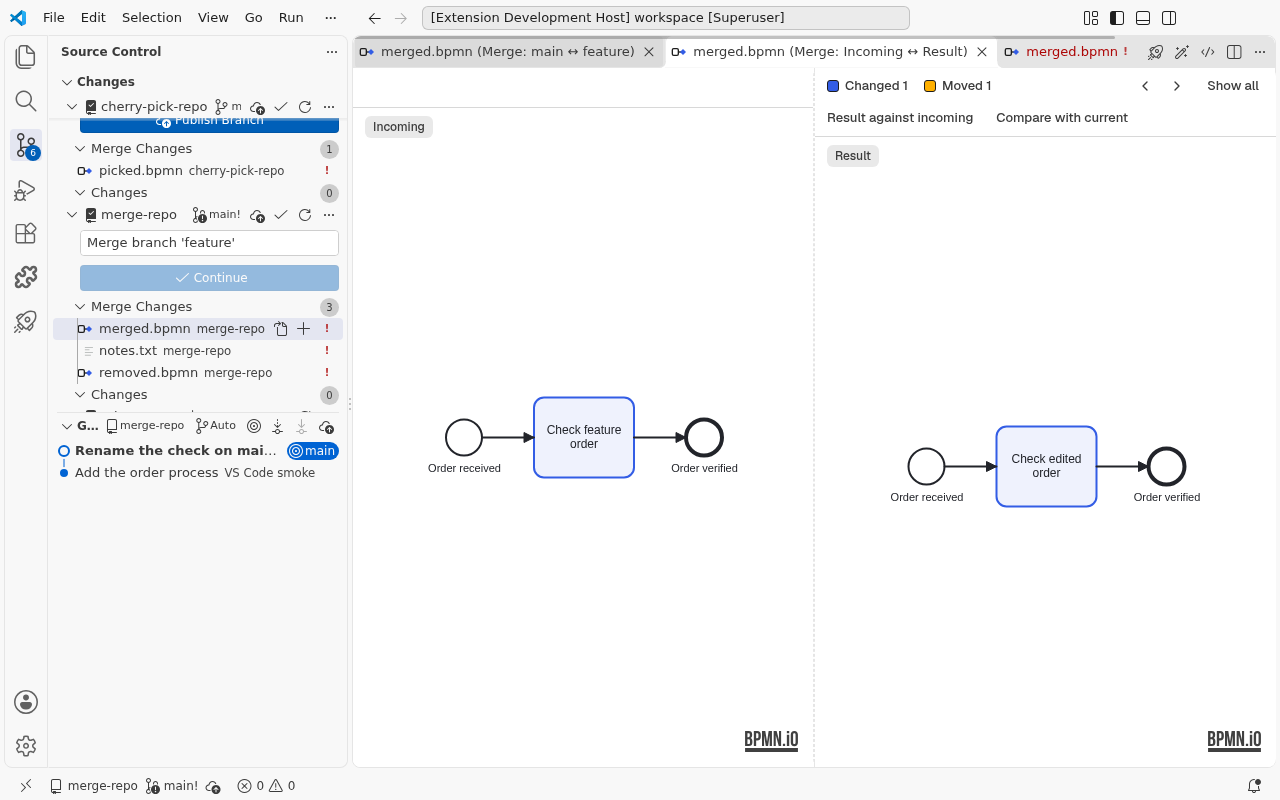 File Edit Selection View Go Run ···
[Extension Development Host] workspace [Superuser]
Source Control
Changes
cherry-pick-repo m
Publish Branch
Merge Changes 1
picked.bpmn cherry-pick-repo !
Changes 0
merge-repo main!
Merge branch 'feature'
Continue
Merge Changes 3
merged.bpmn merge-repo !
notes.txt merge-repo !
removed.bpmn merge-repo !
Changes 0
G... merge-repo Auto
Rename the check on mai... main
Add the order process VS Code smoke
6
merged.bpmn (Merge: main ↔ feature)
merged.bpmn (Merge: Incoming ↔ Result)
merged.bpmn !
Changed 1 Moved 1 Show all
Result against incoming Compare with current
Incoming
Check feature
order
Order received
Order verified
BPMN.iO
Result
Check edited
order
Order received
Order verified
BPMN.iO
merge-repo main! 0 0